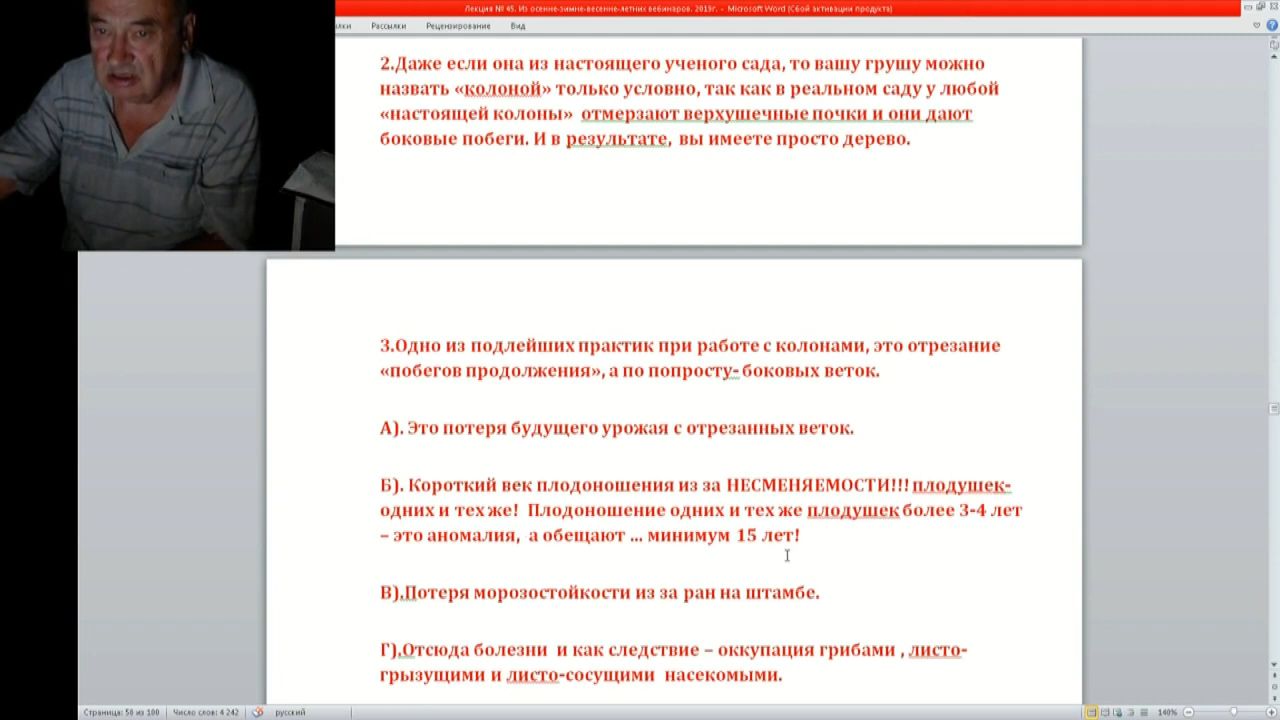 Лекция № 45. Из осенне-зимне-весенне-летних вебинаров. 2019г. - Microsoft Word (Сбой активации продукта)
Рассылки Рецензирование Вид
2.Даже если она из настоящего ученого сада, то вашу грушу можно
назвать «колоной» только условно, так как в реальном саду у любой
«настоящей колоны» отмерзают верхушечные почки и они дают
боковые побеги. И в результате, вы имеете просто дерево.
3.Одно из подлейших практик при работе с колонами, это отрезание
«побегов продолжения», а по попросту- боковых веток.
А). Это потеря будущего урожая с отрезанных веток.
Б). Короткий век плодоношения из за НЕСМЕНЯЕМОСТИ!!! плодушек-
одних и тех же! Плодоношение одних и тех же плодушек более 3-4 лет
– это аномалия, а обещают ... минимум 15 лет!
В).Потеря морозостойкости из за ран на штамбе.
Г).Отсюда болезни и как следствие – оккупация грибами , листо-
грызущими и листо-сосущими насекомыми.
Страница: 58 из 100 Число слов: 4 242 русский 140%